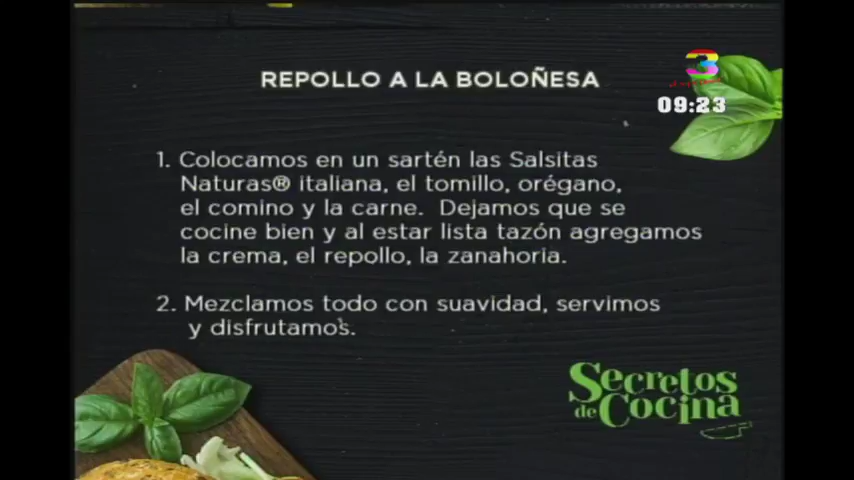 REPOLLO A LA BOLOÑESA
3
09:23
1. Colocamos en un sartén las Salsitas
Naturas® italiana, el tomillo, orégano,
el comino y la carne. Dejamos que se
cocine bien y al estar lista tazón agregamos
la crema, el repollo, la zanahoria.
2. Mezclamos todo con suavidad, servimos
y disfrutamos.
Secretos
de Cocina